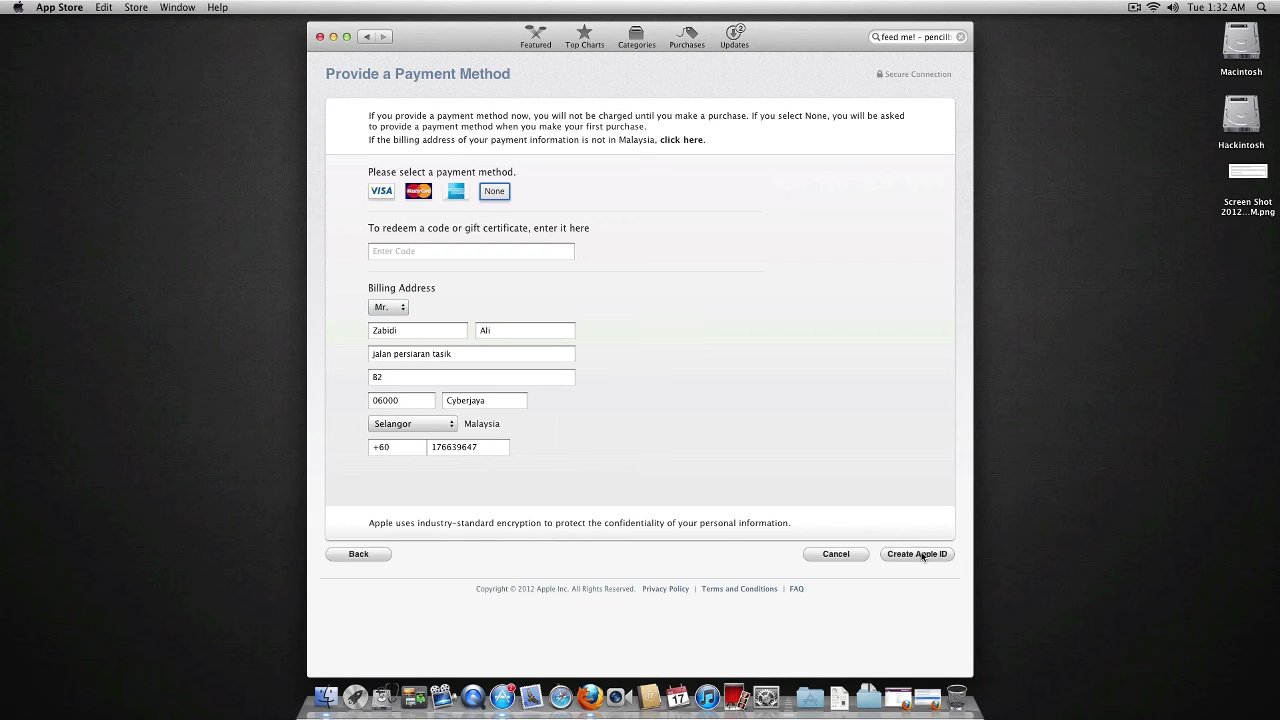 App Store Edit Store Window Help Tue 1:32 AM
Featured Top Charts Categories Purchases Updates
feed me! - pencilb
Macintosh
Hackintosh
Screen Shot
2012...M.png
Provide a Payment Method
Secure Connection
If you provide a payment method now, you will not be charged until you make a purchase. If you select None, you will be asked
to provide a payment method when you make your first purchase.
If the billing address of your payment information is not in Malaysia, click here.
Please select a payment method.
VISA MasterCard None
To redeem a code or gift certificate, enter it here
Enter Code
Billing Address
Mr.
Zabidi Ali
jalan persiaran tasik
B2
06000 Cyberjaya
Selangor Malaysia
+60 176639647
Apple uses industry-standard encryption to protect the confidentiality of your personal information.
Back Cancel Create Apple ID
Copyright © 2012 Apple Inc. All Rights Reserved. Privacy Policy | Terms and Conditions | FAQ
17